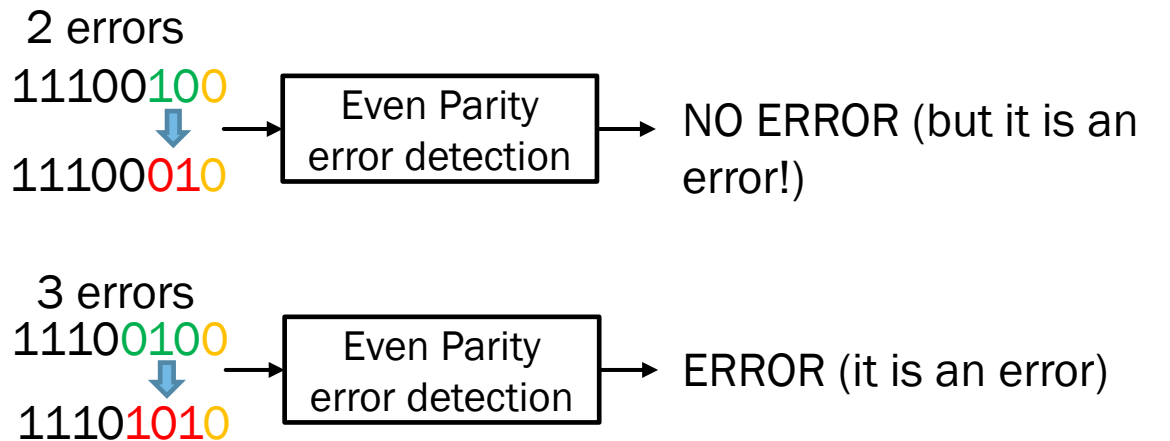 2 errors
11100100
11100010
Even Parity
error detection
NO ERROR (but it is an
error!)
3 errors
11100100
11101010
Even Parity
error detection
ERROR (it is an error)